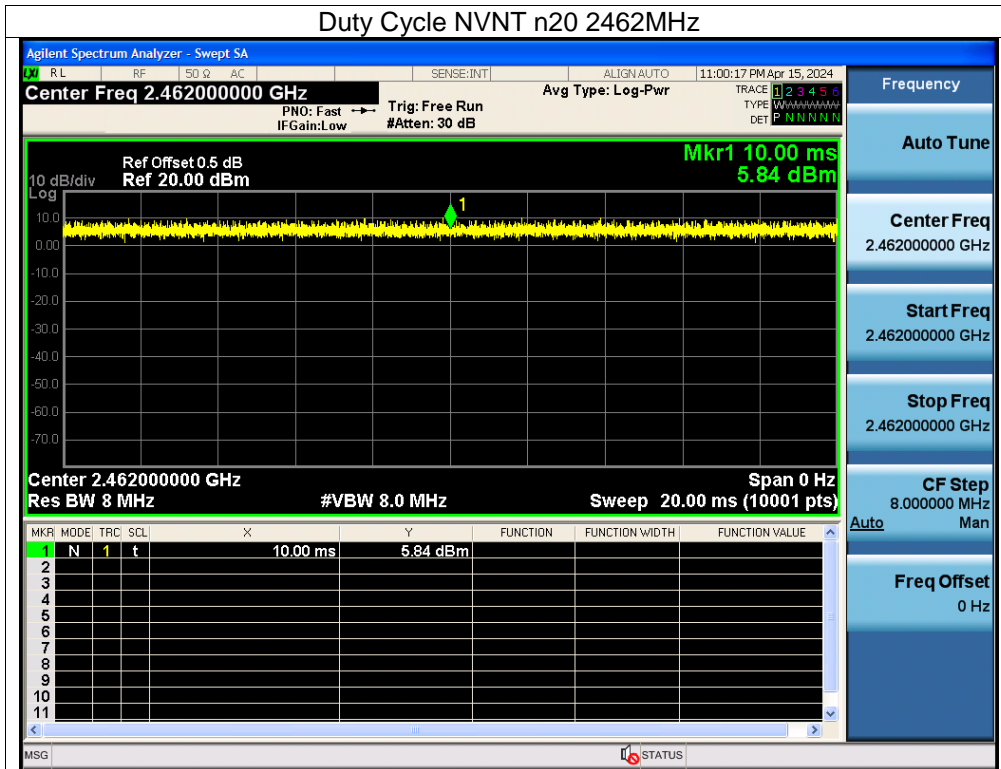 Duty Cycle NVNT n20 2462MHz
Agilent Spectrum Analyzer - Swept SA
LXI RL RF 50 Ω AC SENSE:INT ALIGN AUTO 11:00:17 PM Apr 15, 2024
Center Freq 2.462000000 GHz Avg Type: Log-Pwr TRACE 1 2 3 4 5 6
PNO: Fast Trig: Free Run TYPE WWWWWW
IFGain:Low #Atten: 30 dB DET P N N N N N
Frequency
Mkr1 10.00 ms
5.84 dBm
Ref Offset 0.5 dB
10 dB/div Ref 20.00 dBm
Log
1
10.0
0.00
-10.0
-20.0
-30.0
-40.0
-50.0
-60.0
-70.0
Center 2.462000000 GHz Span 0 Hz
Res BW 8 MHz #VBW 8.0 MHz Sweep 20.00 ms (10001 pts)
MKR MODE TRC SCL X Y FUNCTION FUNCTION WIDTH FUNCTION VALUE
1 N 1 t 10.00 ms 5.84 dBm
2
3
4
5
6
7
8
9
10
11
Auto Tune
Center Freq
2.462000000 GHz
Start Freq
2.462000000 GHz
Stop Freq
2.462000000 GHz
CF Step
8.000000 MHz
Auto Man
Freq Offset
0 Hz
MSG STATUS